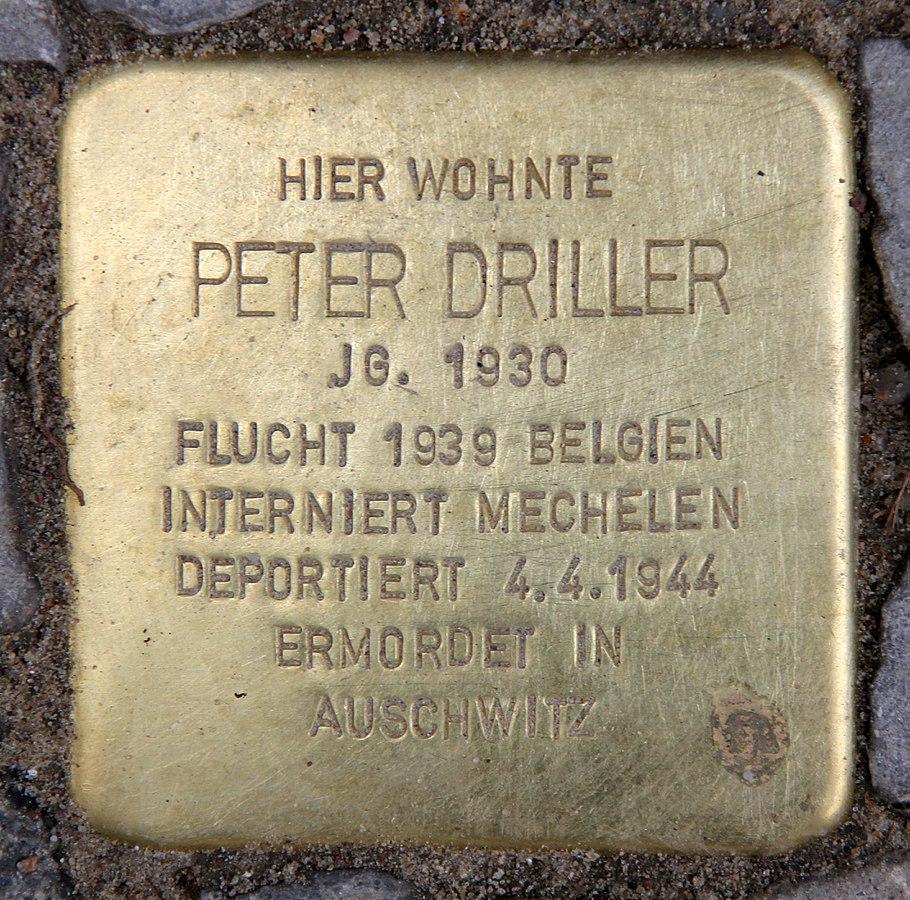 HIER WOHNTE
PETER DRILLER
JG. 1930
FLUCHT 1939 BELGIEN
INTERNIERT MECHELEN
DEPORTIERT 4.4.1944
ERMORDET IN
AUSCHWITZ